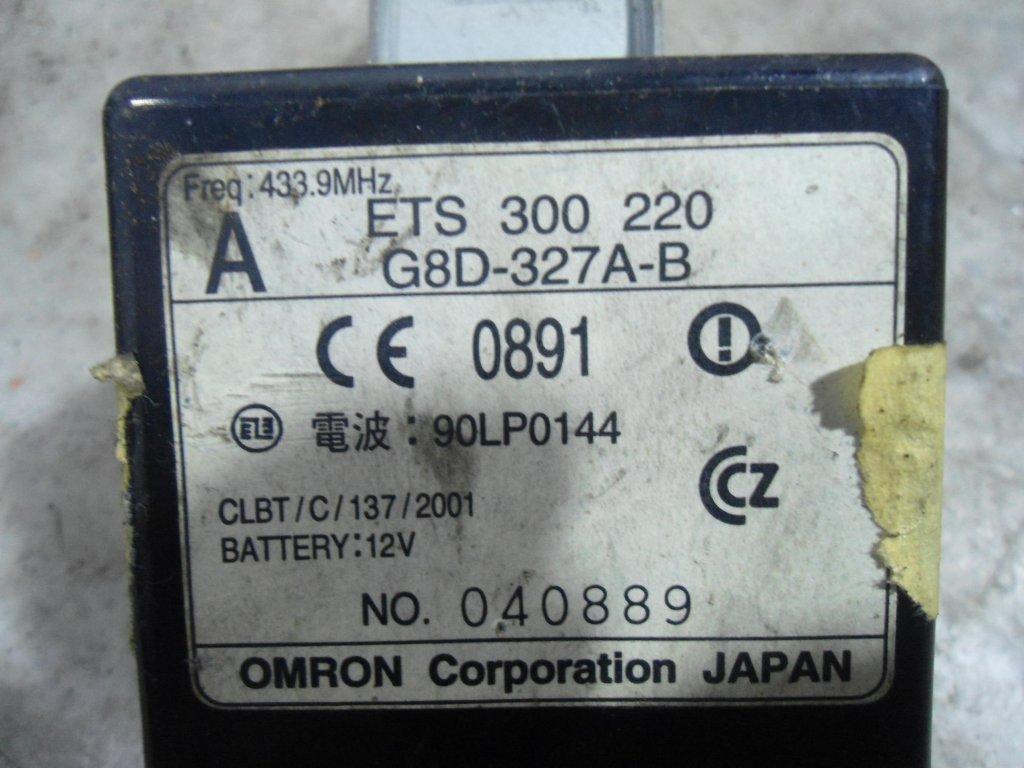 Freq:433.9MHz
A
ETS 300 220
G8D-327A-B
CE 0891
電波:90LP0144
CZ
CLBT/C/137/2001
BATTERY:12V
NO. 040889
OMRON Corporation JAPAN